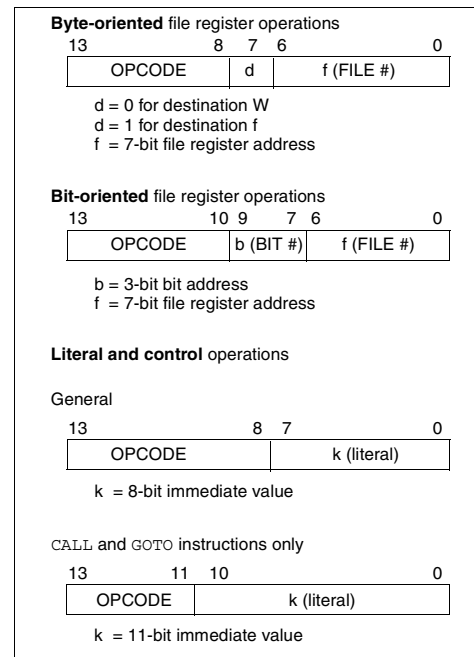 Byte-oriented file register operations
13 8 7 6 0
OPCODE d f (FILE #)
d = 0 for destination W
d = 1 for destination f
f = 7-bit file register address
Bit-oriented file register operations
13 10 9 7 6 0
OPCODE b (BIT #) f (FILE #)
b = 3-bit bit address
f = 7-bit file register address
Literal and control operations
General
13 8 7 0
OPCODE k (literal)
k = 8-bit immediate value
CALL and GOTO instructions only
13 11 10 0
OPCODE k (literal)
k = 11-bit immediate value